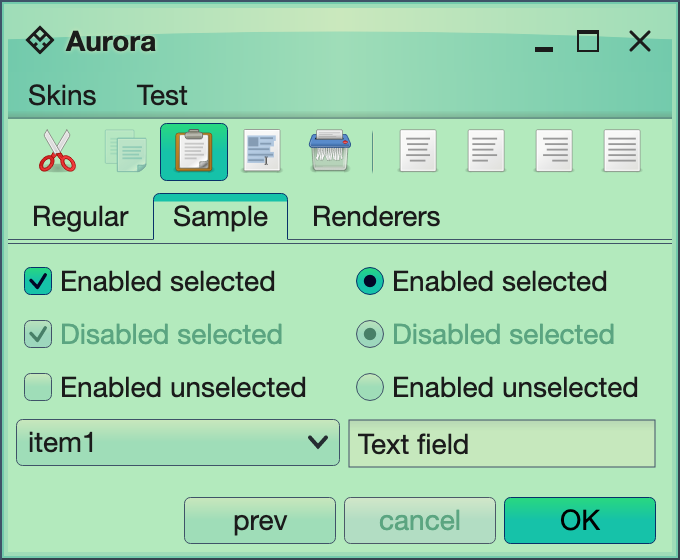 Aurora
Skins Test
Regular Sample Renderers
Enabled selected Enabled selected
Disabled selected Disabled selected
Enabled unselected Enabled unselected
item1 Text field
prev cancel OK